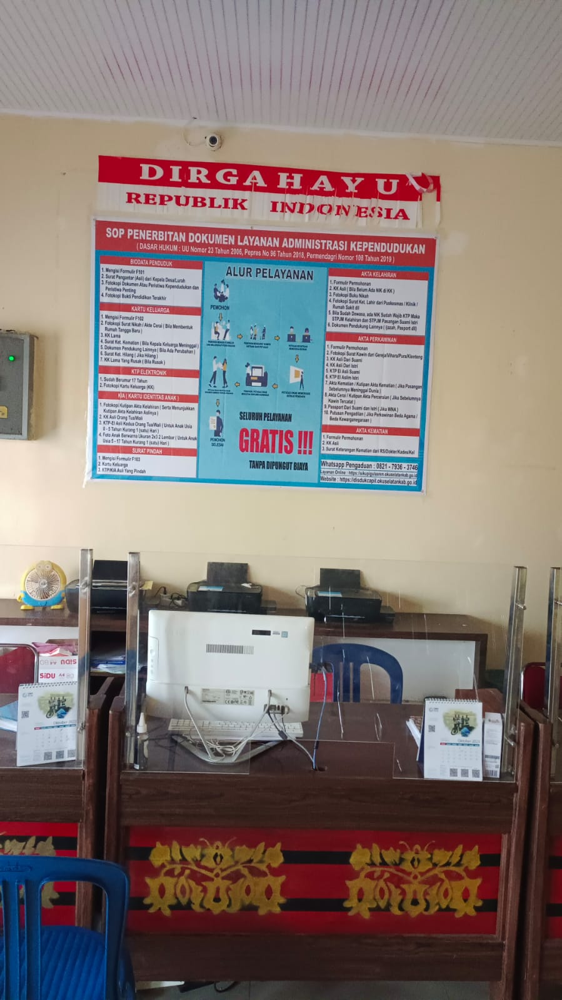 DIRGAHAYU
REPUBLIK INDONESIA
SOP PENERBITAN DOKUMEN LAYANAN ADMINISTRASI KEPENDUDUKAN
( DASAR HUKUM : UU Nomor 23 Tahun 2006, Pepres No 96 Tahun 2018, Permendagri Nomor 108 Tahun 2019 )
BIODATA PENDUDUK
1. Mengisi Formulir F101
2. Surat Pengantar (Asli) dari Kepala Desa/Lurah
3. Fotokopi Dokumen Atau Peristiwa Kependudukan dan
Peristiwa Penting
4. Fotokopi Bukti Pendidikan Terakhir
KARTU KELUARGA
1. Mengisi Formulir F102
2. Fotokopi Surat Nikah / Akta Cerai ( Bila Membentuk
Rumah Tangga Baru )
3. KK Lama
4. Surat Ket. Kematian ( Bila Kepala Keluarga Meninggal )
5. Dokumen Pendukung Lainnya ( Bila Ada Perubahan )
6. Surat Ket. Hilang ( Jika Hilang )
7. KK Lama Yang Rusak ( Bila Rusak )
KTP ELEKTRONIK
1. Sudah Berumur 17 Tahun
2. Fotokopi Kartu Keluarga (KK)
KIA ( KARTU IDENTITAS ANAK )
1. Fotokopi Kutipan Akta Kelahiran ( Serta Menunjukkan
Kutipan Akta Kelahiran Aslinya )
2. KK Asli Orang Tua/Wali
3. KTP-El Asli Kedua Orang Tua/Wali ( Untuk Anak Usia
0 - 5 Tahun Kurang 1 (satu) Hari )
4. Foto Anak Berwarna Ukuran 2x3 2 Lembar ( Untuk Anak
Usia 5 - 17 Tahun Kurang 1 (satu) Hari )
SURAT PINDAH
1. Mengisi Formulir F103
2. Kartu Keluarga
3. KTP/KIA Asli Yang Pindah
ALUR PELAYANAN
PEMOHON
PEMOHON
SELESAI
SELURUH PELAYANAN
GRATIS !!!
TANPA DIPUNGUT BIAYA
AKTA KELAHIRAN
1. Formulir Permohonan
2. KK Asli ( Bila Belum Ada NIK di KK )
3. Fotokopi Buku Nikah
4. Fotokopi Surat Ket. Lahir dari Puskesmas / Klinik /
Rumah Sakit dll
5. Bila Sudah Dewasa, ada NIK Sudah Wajib KTP Maka
STPJM Kelahiran dan STPJM Pasangan Suami Istri
6. Dokumen Pendukung Lainnya ( Ijazah, Pasport dll)
AKTA PERKAWINAN
1. Formulir Permohonan
2. Fotokopi Surat Kawin dari Gereja/Vihara/Pura/Klenteng
3. KK Asli Dari Suami
4. KK Asli Dari Istri
5. KTP El Asli Suami
6. KTP El Aslim Istri
7. Akta Kematian / Kutipan Akta Kematian ( Jika Pasangan
Sebelumnya Meninggal Dunia )
8. Akta Cerai / Kutipan Akta Perceraian ( Jika Sebelumnya
Kawin Tercatat )
9. Passport Dari Suami dan Istri ( Jika WNA )
10. Putusan Pengadilan ( Jika Perkawinan Beda Agama /
Beda Kewarganegaraan )
AKTA KEMATIAN
1. Formulir Permohonan
2. KK Asli
3. Surat Keterangan Kematian dari RS/Dokter/Kades/Kel
Whatsapp Pengaduan : 0821 - 7936 - 3746
Layanan Online : https://sikupigulaaren.okuselatankab.go.id
Website : https://disdukcapil.okuselatankab.go.id
SiDU A4 80
SiDU A4 80
Oktober 2023
Oktober 2023